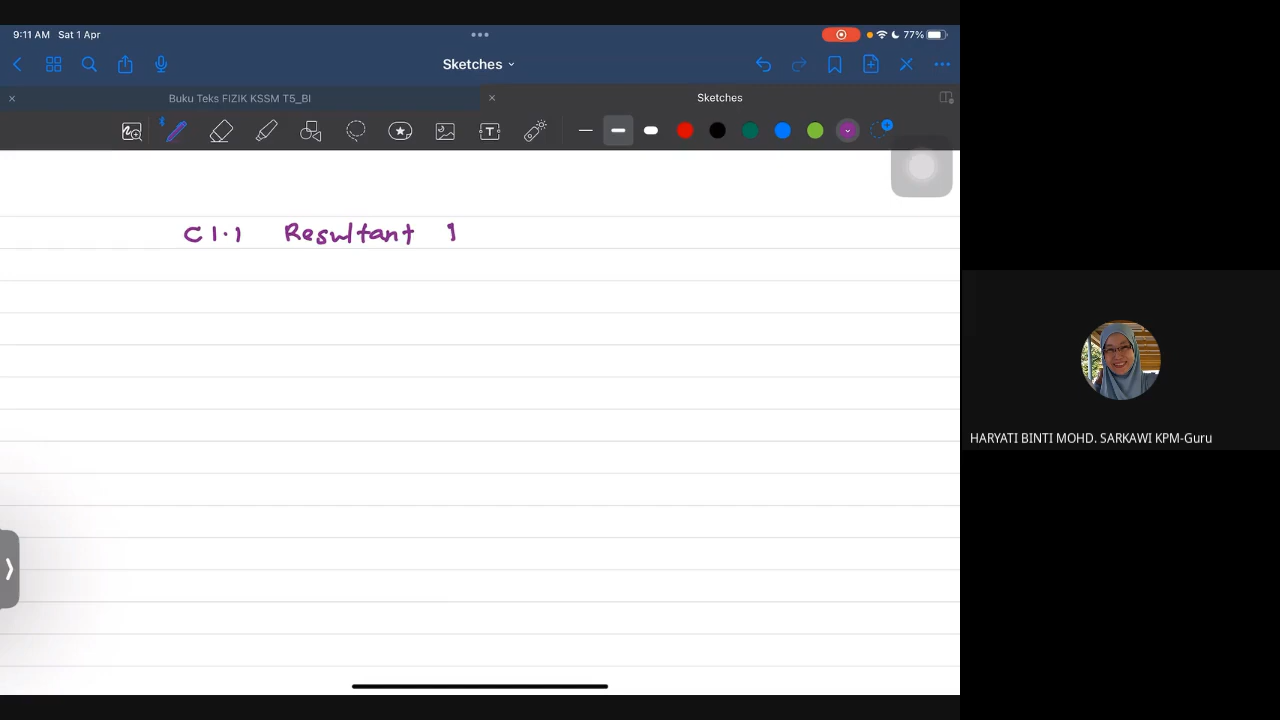 9:11 AM Sat 1 Apr
77%
Sketches
Buku Teks FIZIK KSSM T5_BI
Sketches
C1.1 Resultant
HARYATI BINTI MOHD. SARKAWI KPM-Guru